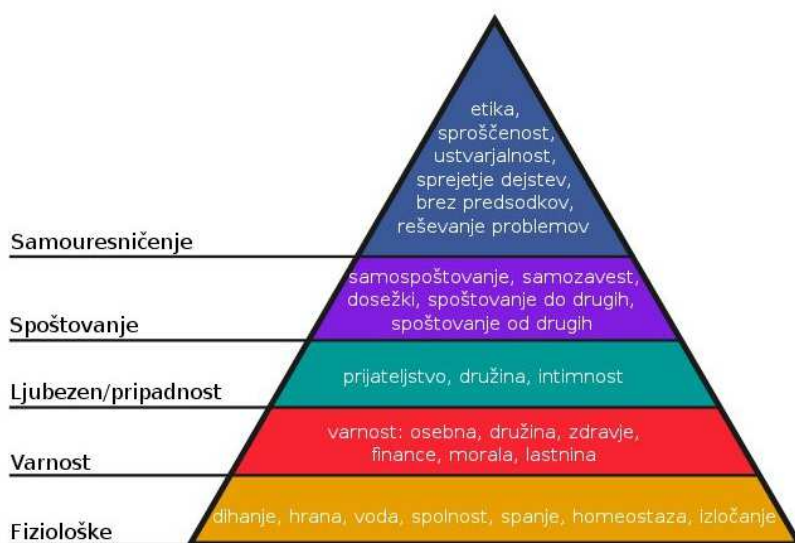 etika,
sproščenost,
ustvarjalnost,
sprejetje dejstev,
brez predsodkov,
reševanje problemov
Samouresničenje
samospoštovanje, samozavest,
dosežki, spoštovanje do drugih,
spoštovanje od drugih
Spoštovanje
prijateljstvo, družina, intimnost
Ljubezen/pripadnost
varnost: osebna, družina, zdravje,
finance, morala, lastnina
Varnost
dihanje, hrana, voda, spolnost, spanje, homeostaza, izločanje
Fiziološke